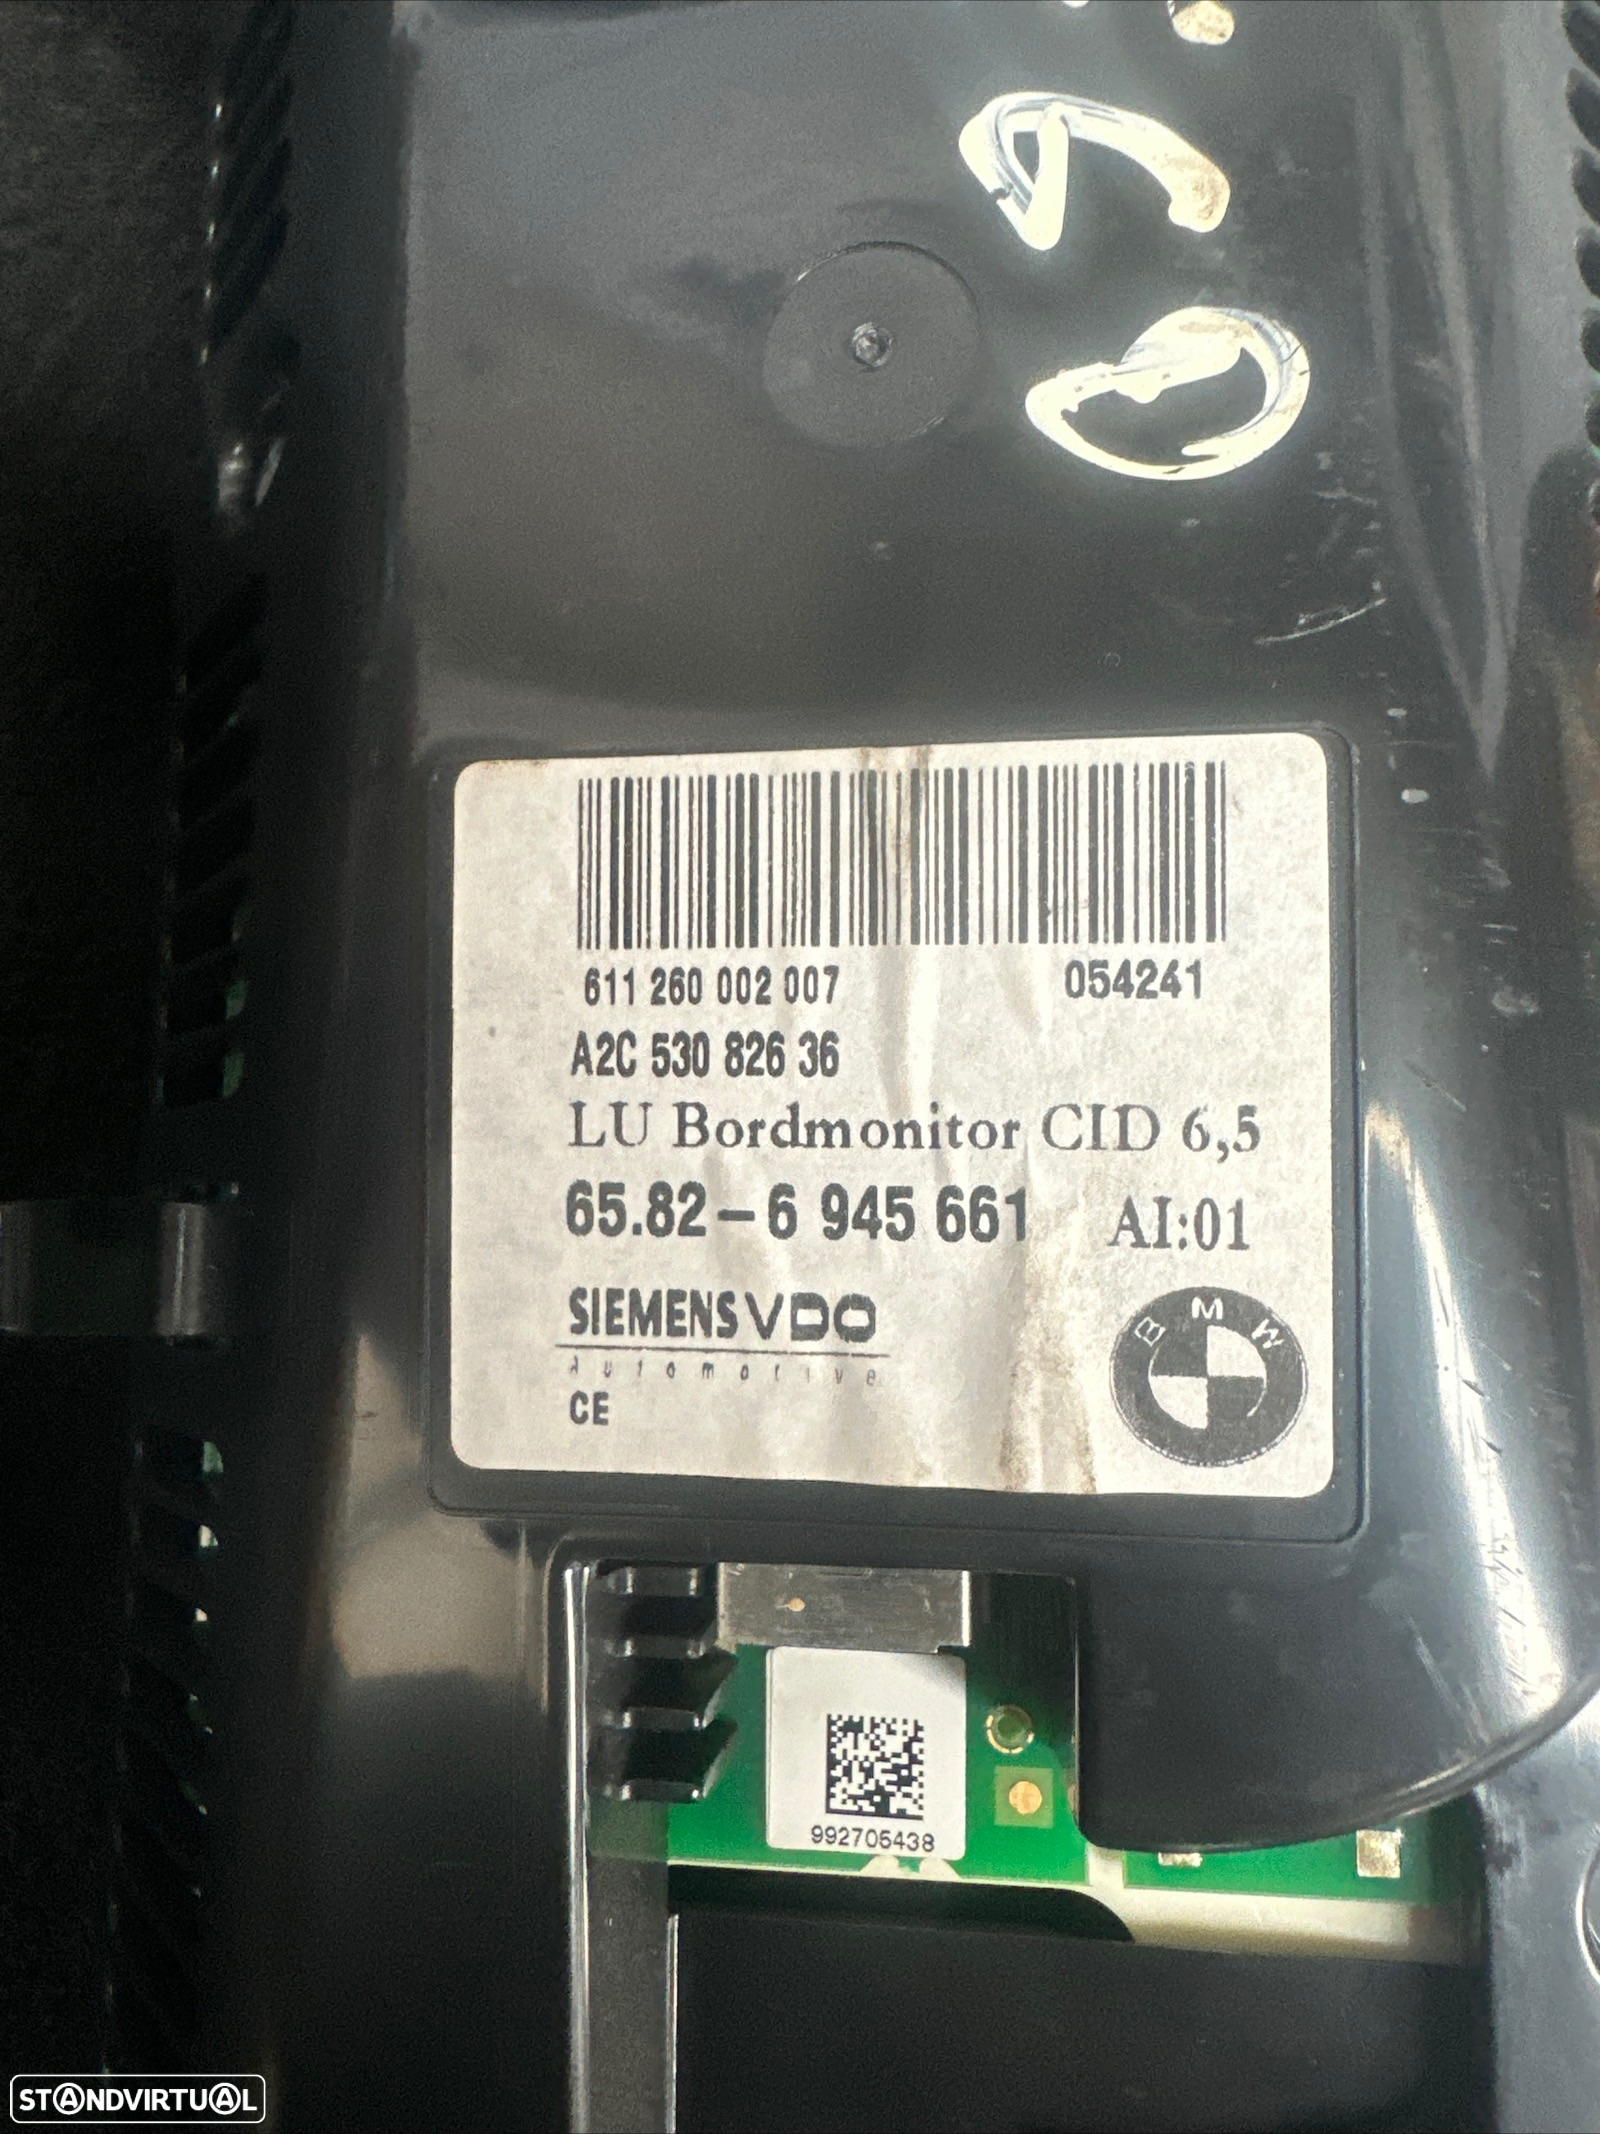 611 260 002 007 054241
A2C 530 826 36
LU Bordmonitor CID 6,5
65.82-6 945 661 AI:01
SIEMENS VDO
Automotive
CE
BMW
992705438
STANDVIRTUAL